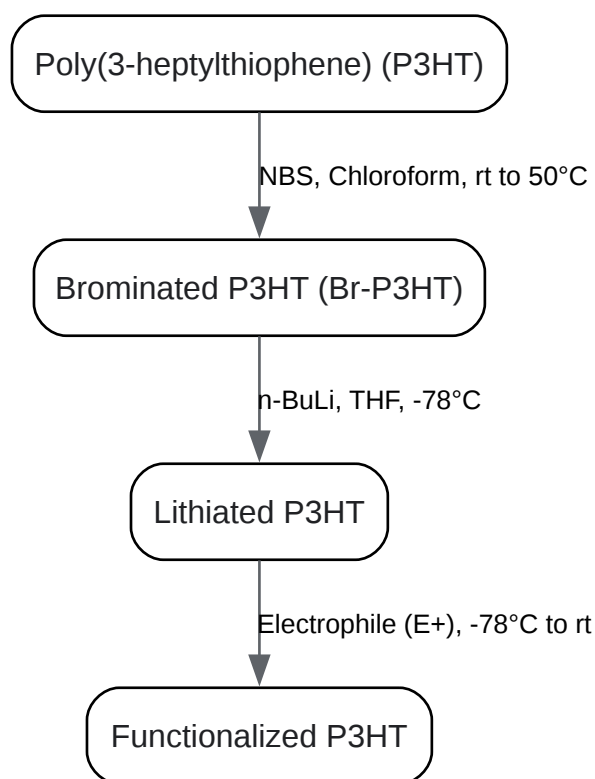 Poly(3-heptylthiophene) (P3HT)
NBS, Chloroform, rt to 50°C
Brominated P3HT (Br-P3HT)
n-BuLi, THF, -78°C
Lithiated P3HT
Electrophile (E+), -78°C to rt
Functionalized P3HT